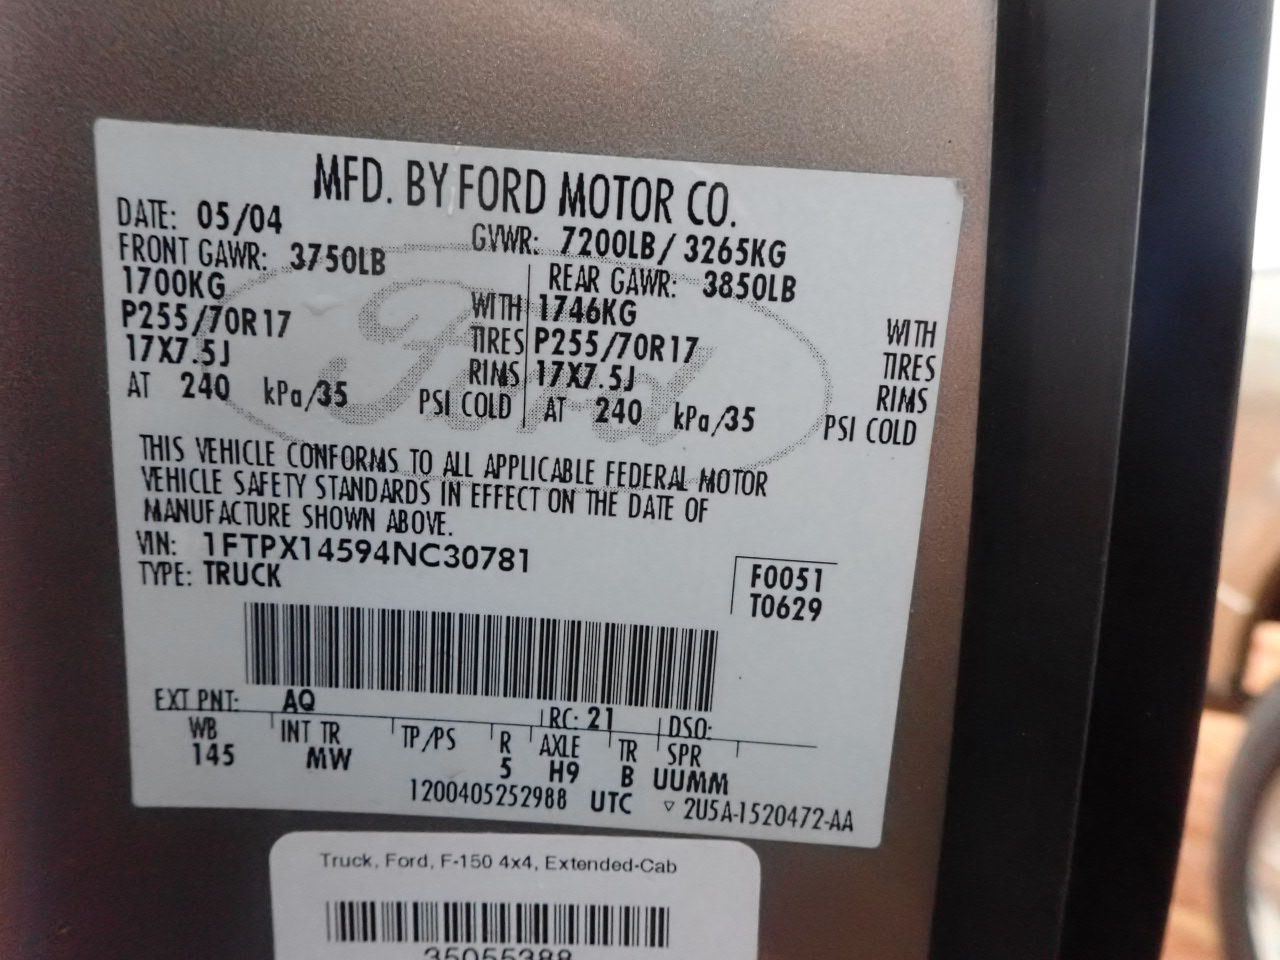 MFD. BY FORD MOTOR CO.
DATE: 05/04 GVWR: 7200LB/ 3265KG
FRONT GAWR: 3750LB REAR GAWR: 3850LB
1700KG WITH 1746KG WITH
P255/70R17 TIRES P255/70R17 TIRES
17X7.5J RIMS 17X7.5J RIMS
AT 240 kPa/35 PSI COLD AT 240 kPa/35 PSI COLD
Ford
THIS VEHICLE CONFORMS TO ALL APPLICABLE FEDERAL MOTOR
VEHICLE SAFETY STANDARDS IN EFFECT ON THE DATE OF
MANUFACTURE SHOWN ABOVE.
VIN: 1FTPX14594NC30781
TYPE: TRUCK
F0051
T0629
EXT PNT: AQ RC: 21 DSO:
WB INT TR TP/PS R AXLE TR SPR
145 MW 5 H9 B UUMM
1200405252988 UTC ▽ 2U5A-1520472-AA
Truck, Ford, F-150 4x4, Extended-Cab
35055388